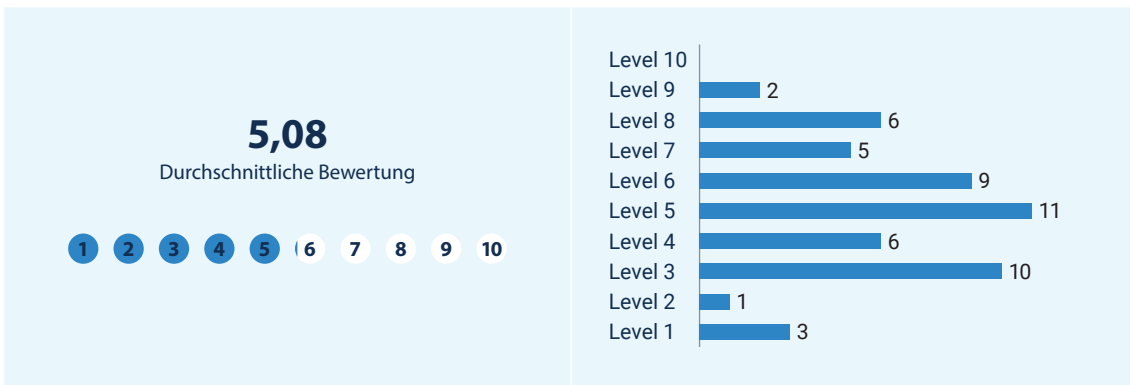 5,08
Durchschnittliche Bewertung
1 2 3 4 5 6 7 8 9 10
Level 10
Level 9 2
Level 8 6
Level 7 5
Level 6 9
Level 5 11
Level 4 6
Level 3 10
Level 2 1
Level 1 3